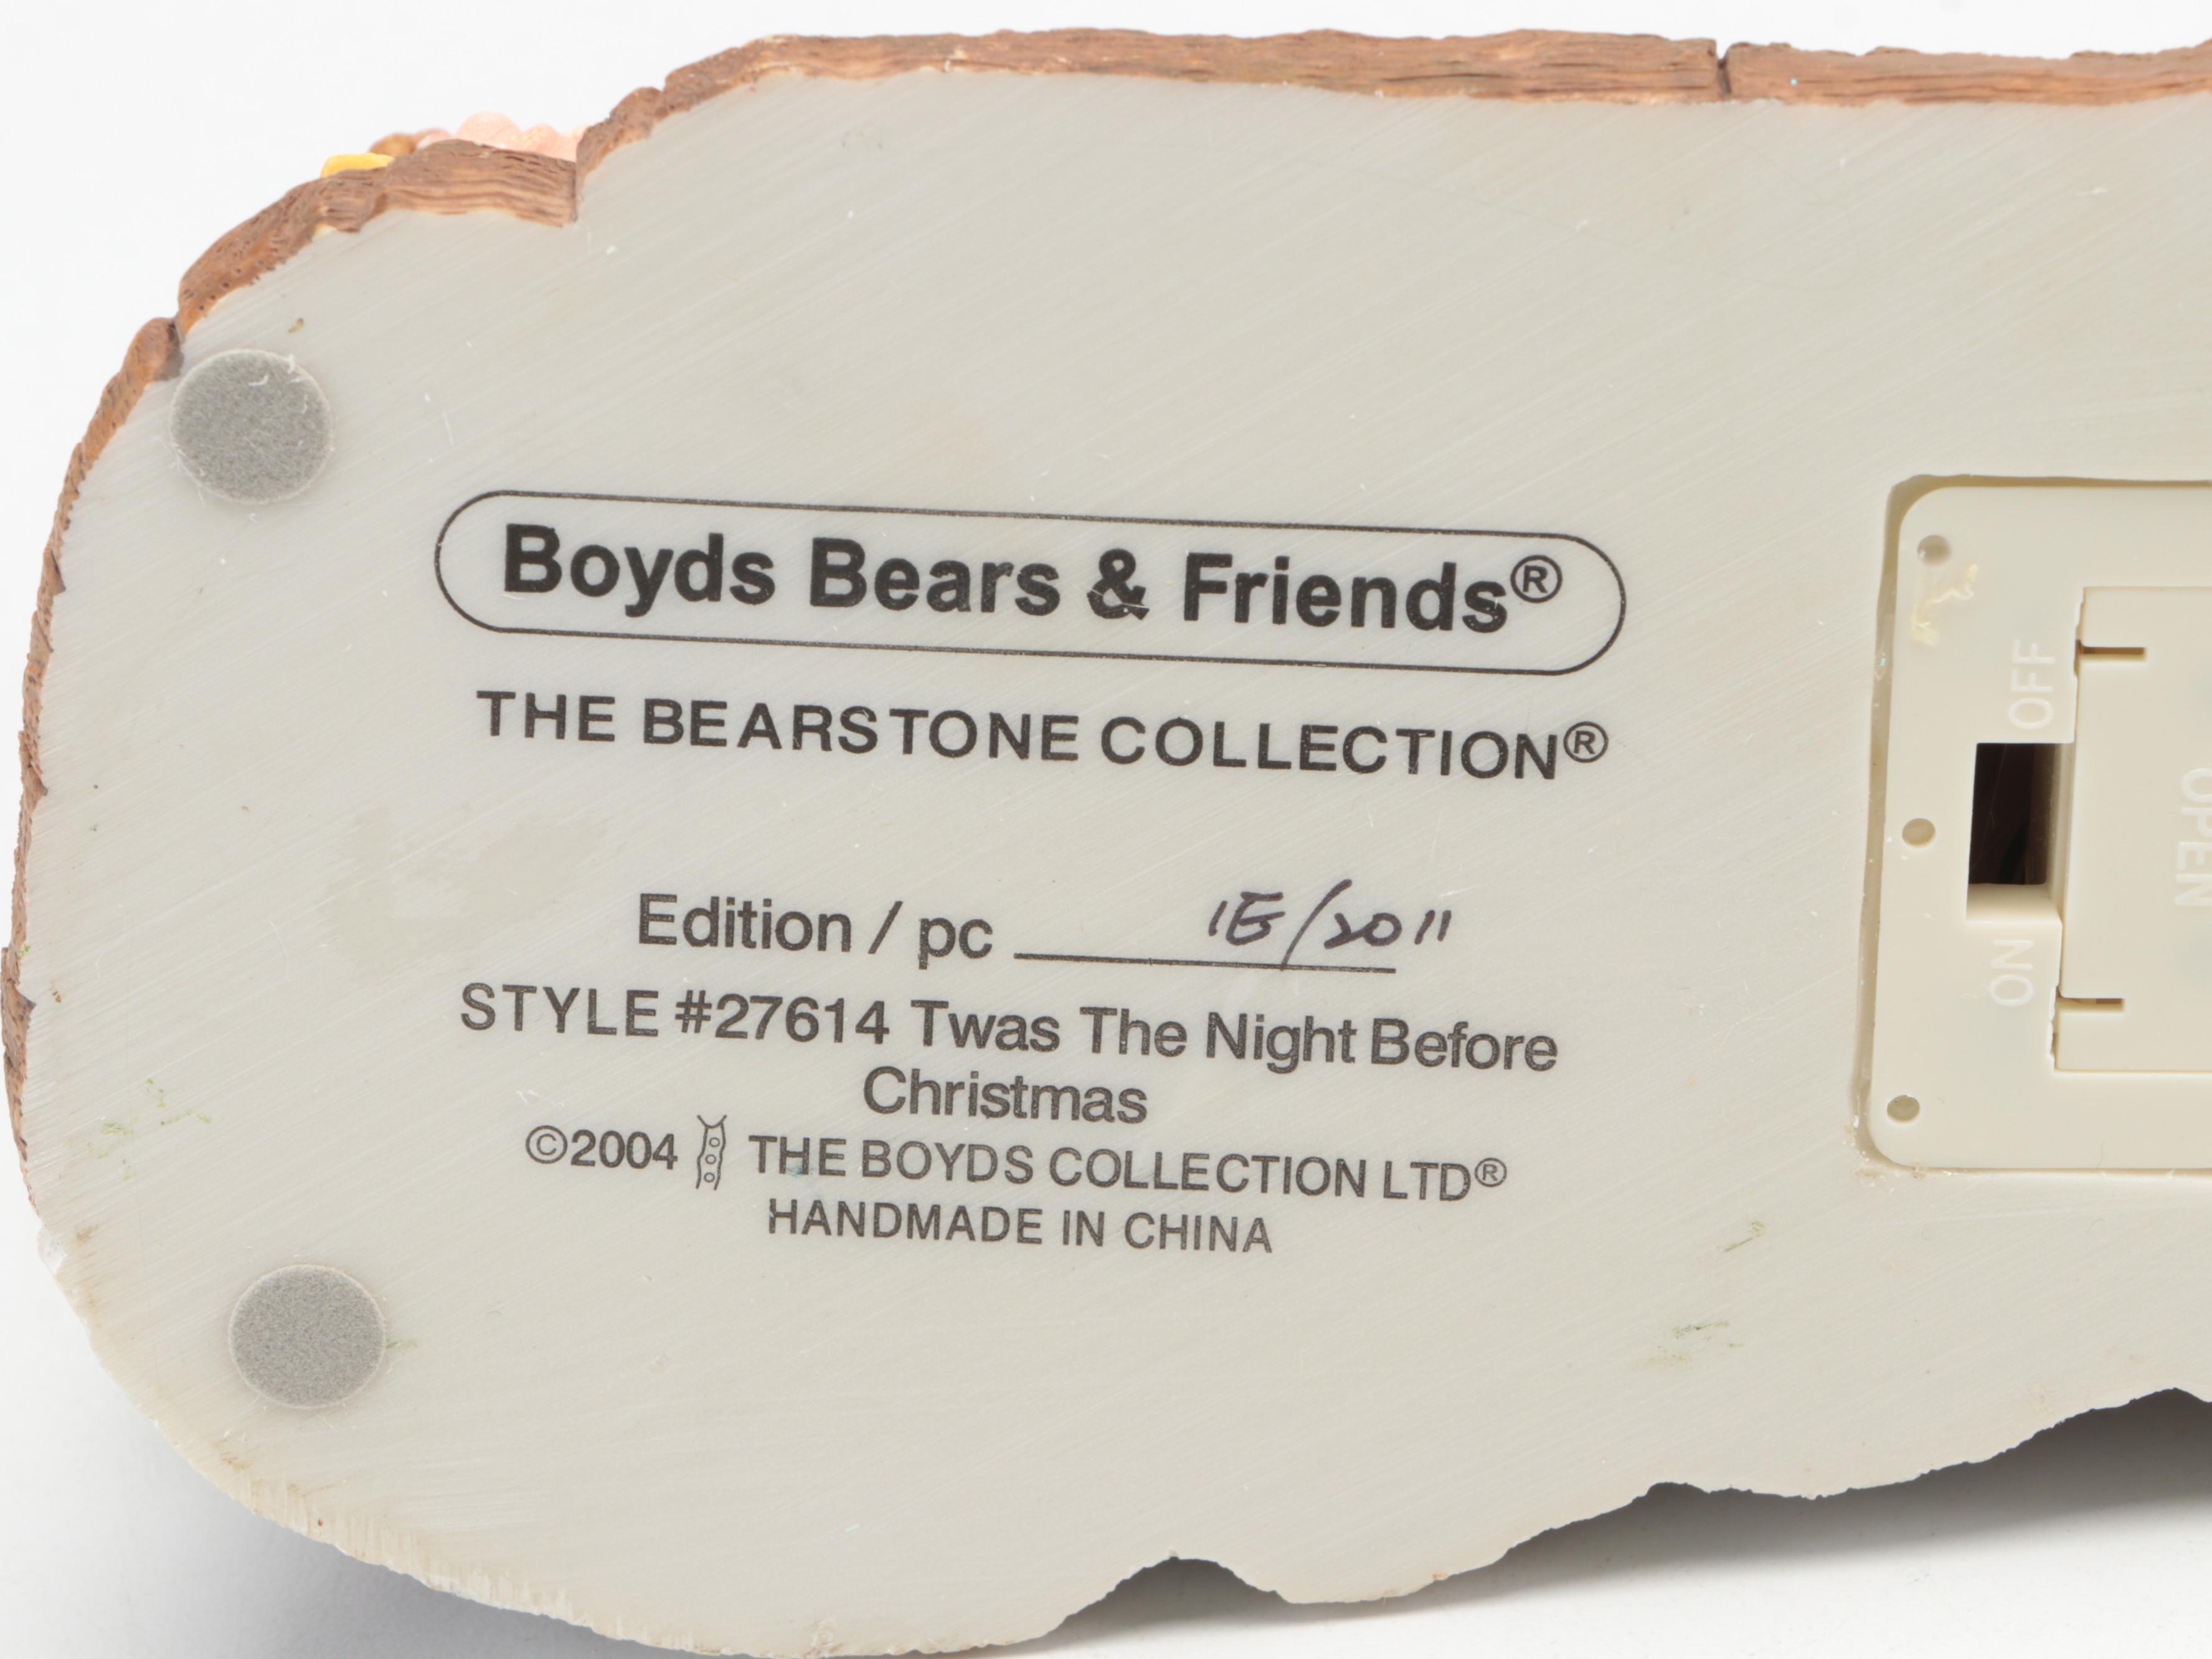 Boyds Bears & Friends®
THE BEARSTONE COLLECTION®
Edition / pc 1E/2011
STYLE #27614 Twas The Night Before
Christmas
©2004 THE BOYDS COLLECTION LTD®
HANDMADE IN CHINA
OFF
ON
OPEN